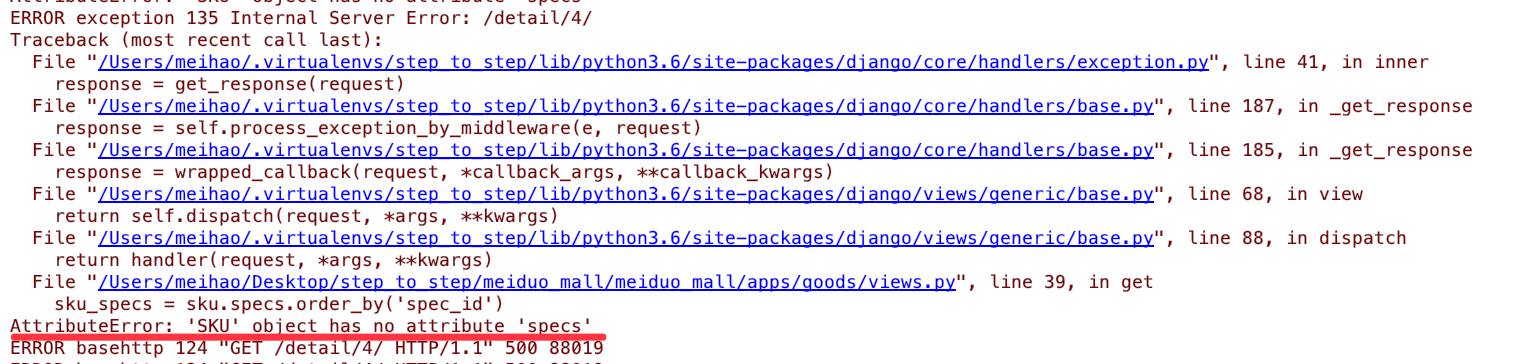 AttributeError: 'SKU' object has no attribute 'specs'
ERROR exception 135 Internal Server Error: /detail/4/
Traceback (most recent call last):
  File "/Users/meihao/.virtualenvs/step_to_step/lib/python3.6/site-packages/django/core/handlers/exception.py", line 41, in inner
    response = get_response(request)
  File "/Users/meihao/.virtualenvs/step_to_step/lib/python3.6/site-packages/django/core/handlers/base.py", line 187, in _get_response
    response = self.process_exception_by_middleware(e, request)
  File "/Users/meihao/.virtualenvs/step_to_step/lib/python3.6/site-packages/django/core/handlers/base.py", line 185, in _get_response
    response = wrapped_callback(request, *callback_args, **callback_kwargs)
  File "/Users/meihao/.virtualenvs/step_to_step/lib/python3.6/site-packages/django/views/generic/base.py", line 68, in view
    return self.dispatch(request, *args, **kwargs)
  File "/Users/meihao/.virtualenvs/step_to_step/lib/python3.6/site-packages/django/views/generic/base.py", line 88, in dispatch
    return handler(request, *args, **kwargs)
  File "/Users/meihao/Desktop/step_to_step/meiduo_mall/meiduo_mall/apps/goods/views.py", line 39, in get
    sku_specs = sku.specs.order_by('spec_id')
AttributeError: 'SKU' object has no attribute 'specs'
ERROR basehttp 124 "GET /detail/4/ HTTP/1.1" 500 88019